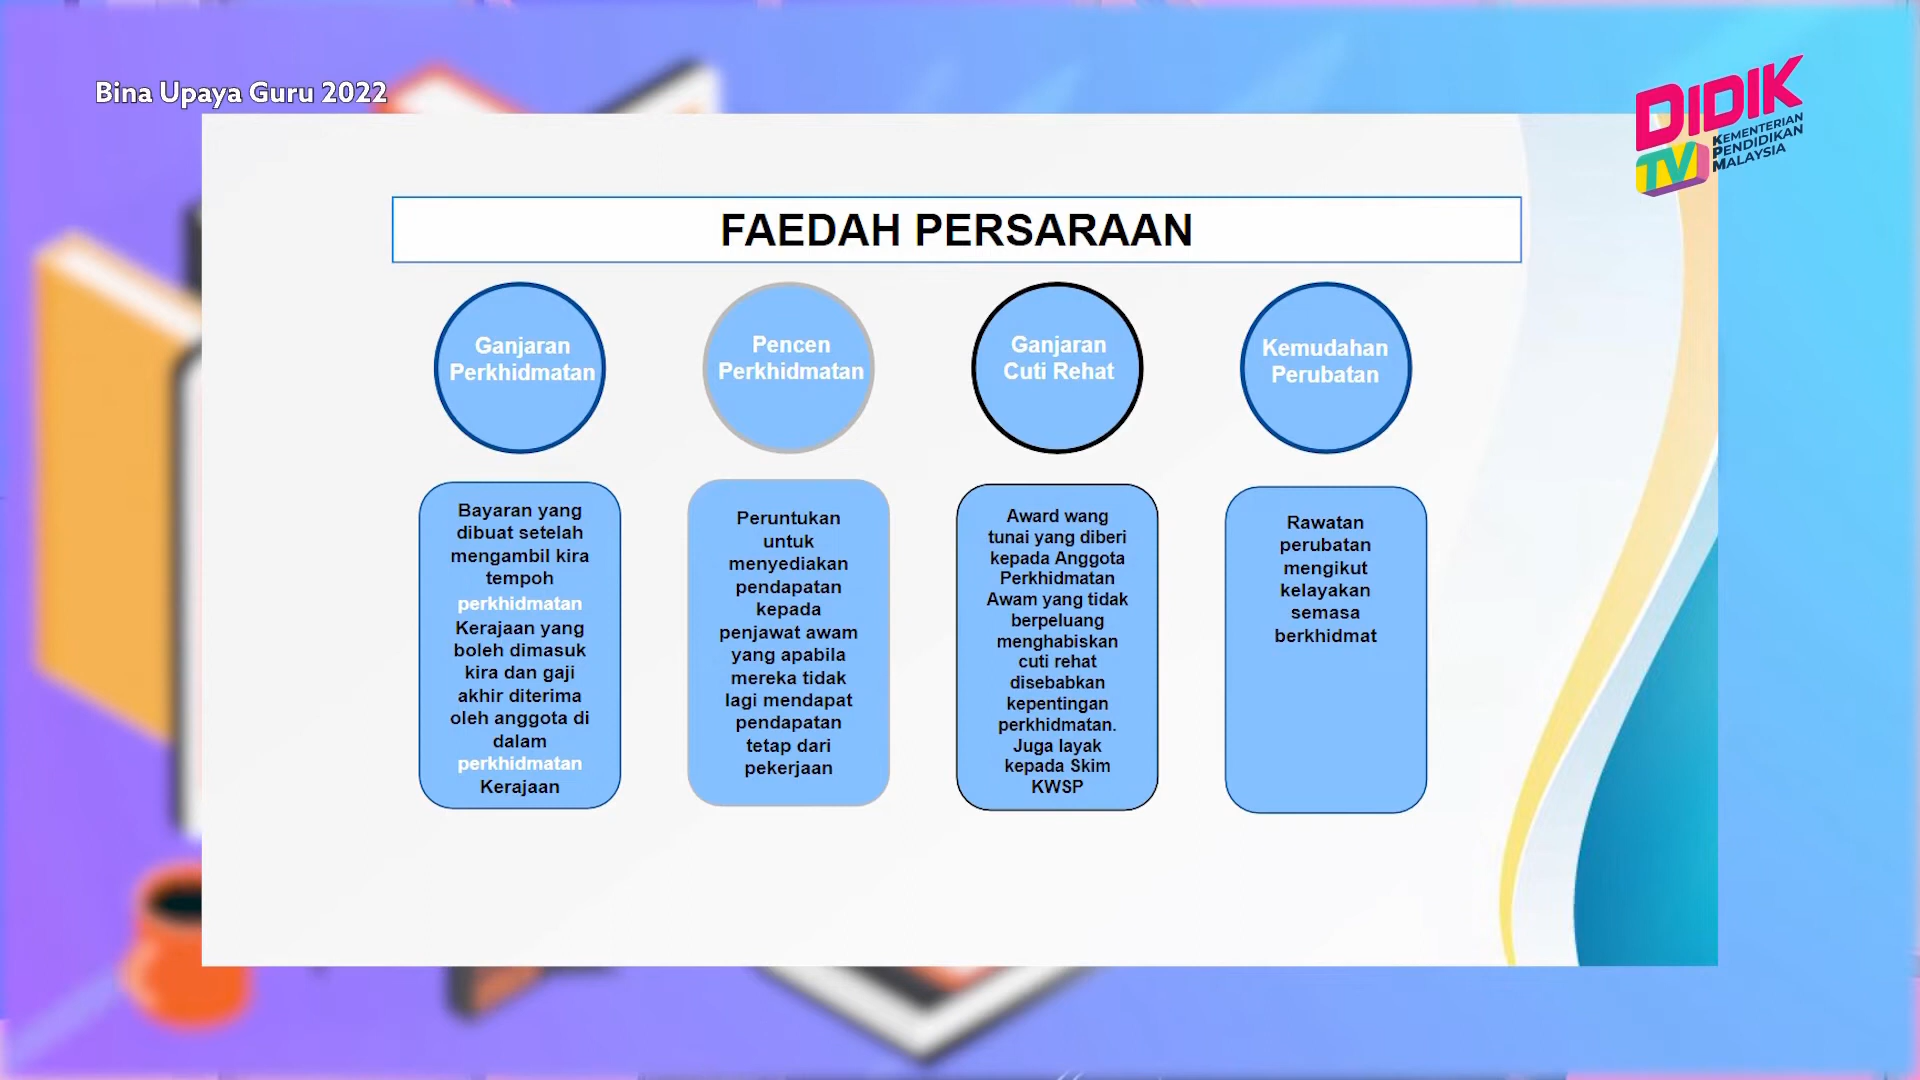 Bina Upaya Guru 2022
DIDIK
TV
KEMENTERIAN
PENDIDIKAN
MALAYSIA
FAEDAH PERSARAAN
Ganjaran
Perkhidmatan
Bayaran yang
dibuat setelah
mengambil kira
tempoh
perkhidmatan
Kerajaan yang
boleh dimasuk
kira dan gaji
akhir diterima
oleh anggota di
dalam
perkhidmatan
Kerajaan
Pencen
Perkhidmatan
Peruntukan
untuk
menyediakan
pendapatan
kepada
penjawat awam
yang apabila
mereka tidak
lagi mendapat
pendapatan
tetap dari
pekerjaan
Ganjaran
Cuti Rehat
Award wang
tunai yang diberi
kepada Anggota
Perkhidmatan
Awam yang tidak
berpeluang
menghabiskan
cuti rehat
disebabkan
kepentingan
perkhidmatan.
Juga layak
kepada Skim
KWSP
Kemudahan
Perubatan
Rawatan
perubatan
mengikut
kelayakan
semasa
berkhidmat